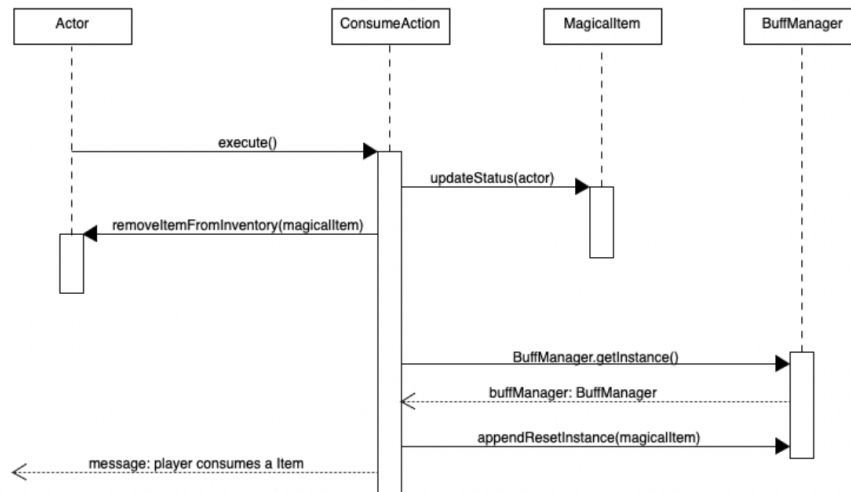 Actor
ConsumeAction
MagicalItem
BuffManager
execute()
updateStatus(actor)
removeItemFromInventory(magicalItem)
BuffManager.getInstance()
buffManager: BuffManager
appendResetInstance(magicalItem)
message: player consumes a Item